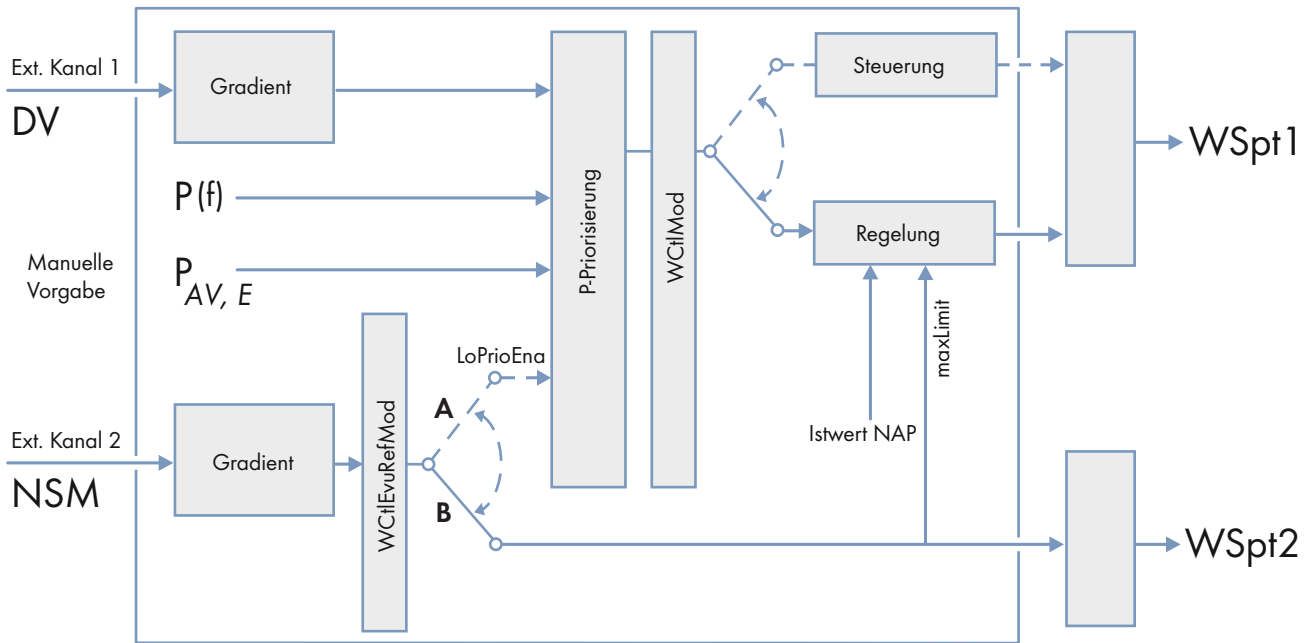 Ext. Kanal 1
DV
Gradient
P(f)
Manuelle
Vorgabe
P AV, E
P-Priorisierung
WCtlMod
Steuerung
Regelung
WSpt1
LoPrioEna
A
B
maxLimit
Istwert NAP
Ext. Kanal 2
NSM
Gradient
WCtlEvuRefMod
WSpt2